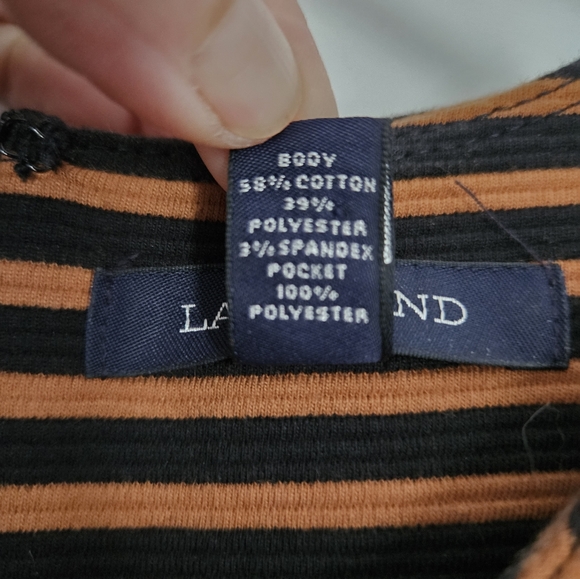 BODY
58% COTTON
39%
POLYESTER
3% SPANDEX
POCKET
100%
POLYESTER
LA ND